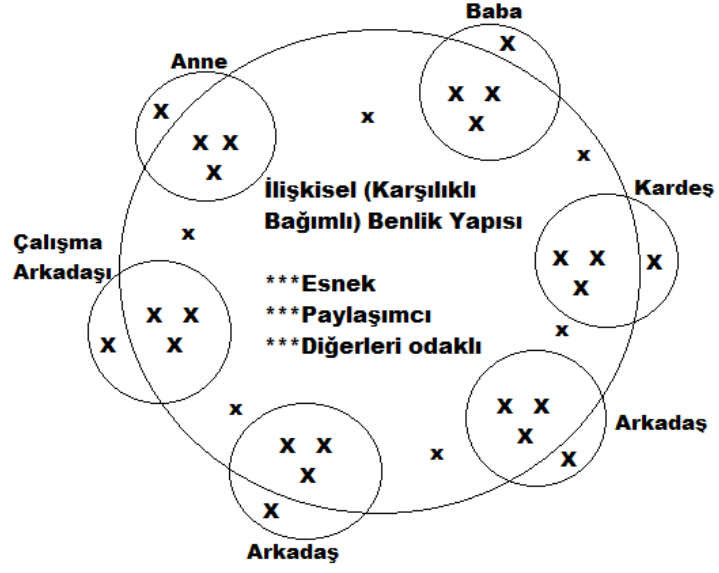 Baba
X
X X
X
Anne
X
X X
X
x
x
İlişkisel (Karşılıklı
Bağımlı) Benlik Yapısı
Kardeş
x
Çalışma
Arkadaşı
X X
X
X
***Esnek
***Paylaşımcı
***Diğerleri odaklı
X X
X
X
x
X X
X
X
Arkadaş
x
x
X X
X
X
Arkadaş